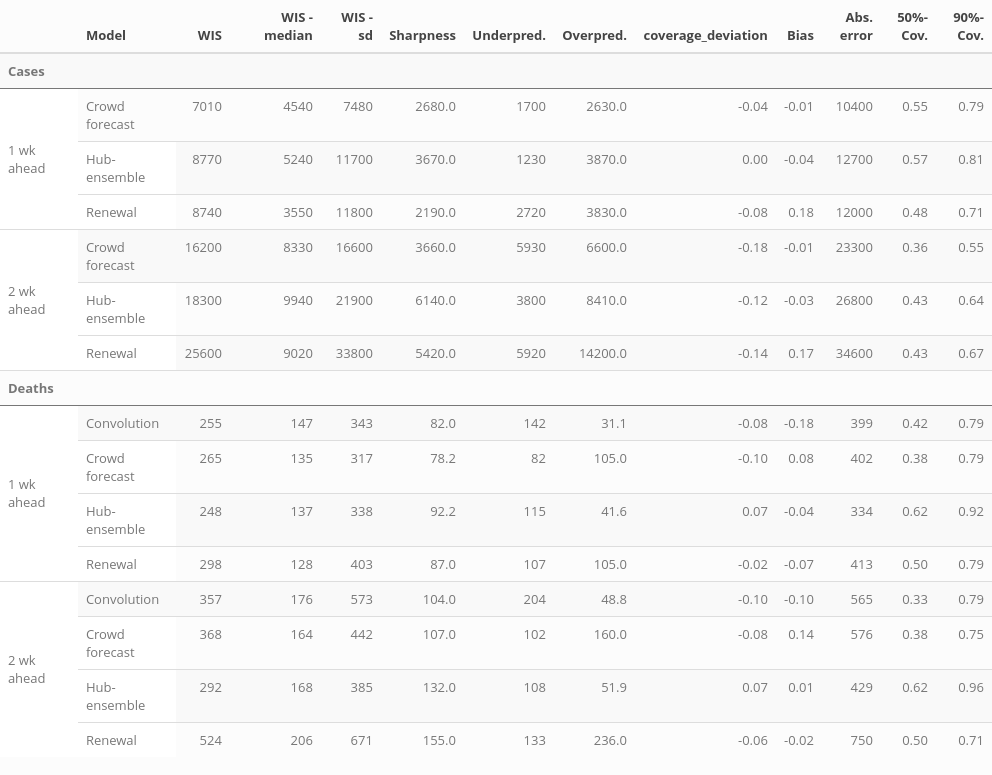 Model WIS WIS - median WIS - sd Sharpness Underpred. Overpred. coverage_deviation Bias Abs. error 50%-Cov. 90%-Cov.
Cases
1 wk ahead
Crowd forecast 7010 4540 7480 2680.0 1700 2630.0 -0.04 -0.01 10400 0.55 0.79
Hub-ensemble 8770 5240 11700 3670.0 1230 3870.0 0.00 -0.04 12700 0.57 0.81
Renewal 8740 3550 11800 2190.0 2720 3830.0 -0.08 0.18 12000 0.48 0.71
2 wk ahead
Crowd forecast 16200 8330 16600 3660.0 5930 6600.0 -0.18 -0.01 23300 0.36 0.55
Hub-ensemble 18300 9940 21900 6140.0 3800 8410.0 -0.12 -0.03 26800 0.43 0.64
Renewal 25600 9020 33800 5420.0 5920 14200.0 -0.14 0.17 34600 0.43 0.67
Deaths
1 wk ahead
Convolution 255 147 343 82.0 142 31.1 -0.08 -0.18 399 0.42 0.79
Crowd forecast 265 135 317 78.2 82 105.0 -0.10 0.08 402 0.38 0.79
Hub-ensemble 248 137 338 92.2 115 41.6 0.07 -0.04 334 0.62 0.92
Renewal 298 128 403 87.0 107 105.0 -0.02 -0.07 413 0.50 0.79
2 wk ahead
Convolution 357 176 573 104.0 204 48.8 -0.10 -0.10 565 0.33 0.79
Crowd forecast 368 164 442 107.0 102 160.0 -0.08 0.14 576 0.38 0.75
Hub-ensemble 292 168 385 132.0 108 51.9 0.07 0.01 429 0.62 0.96
Renewal 524 206 671 155.0 133 236.0 -0.06 -0.02 750 0.50 0.71